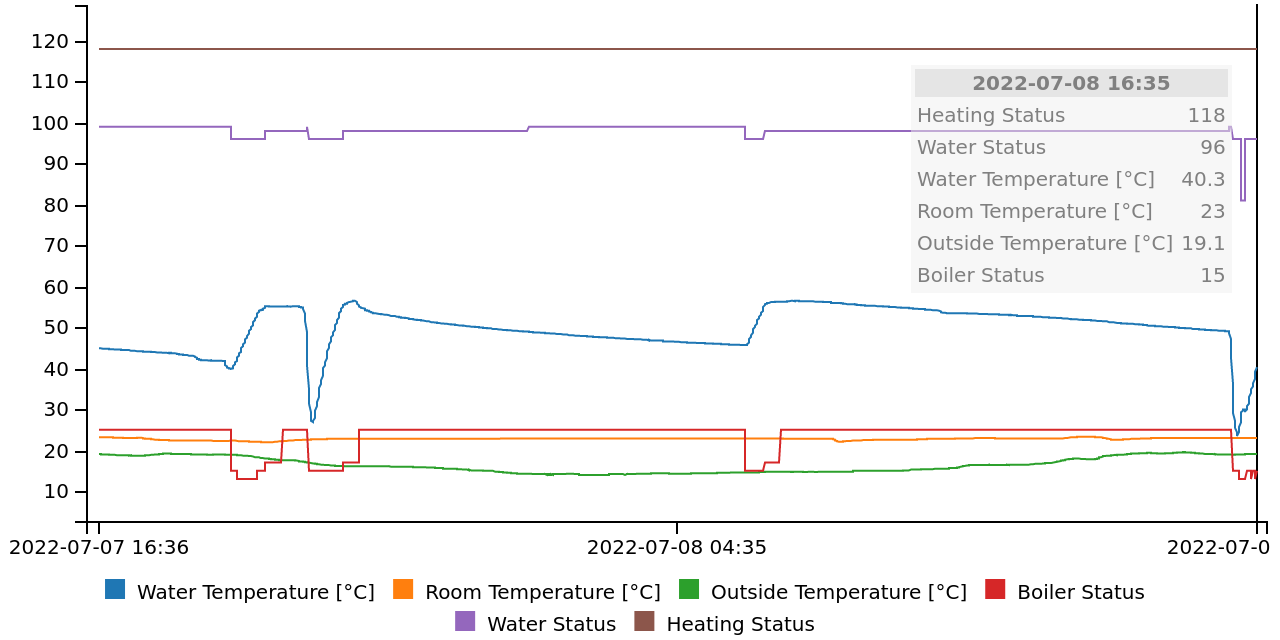 120
110
100
90
80
70
60
50
40
30
20
10
2022-07-08 16:35
Heating Status 118
Water Status 96
Water Temperature [°C] 40.3
Room Temperature [°C] 23
Outside Temperature [°C] 19.1
Boiler Status 15
2022-07-07 16:36 2022-07-08 04:35 2022-07-0
Water Temperature [°C] Room Temperature [°C] Outside Temperature [°C] Boiler Status
Water Status Heating Status